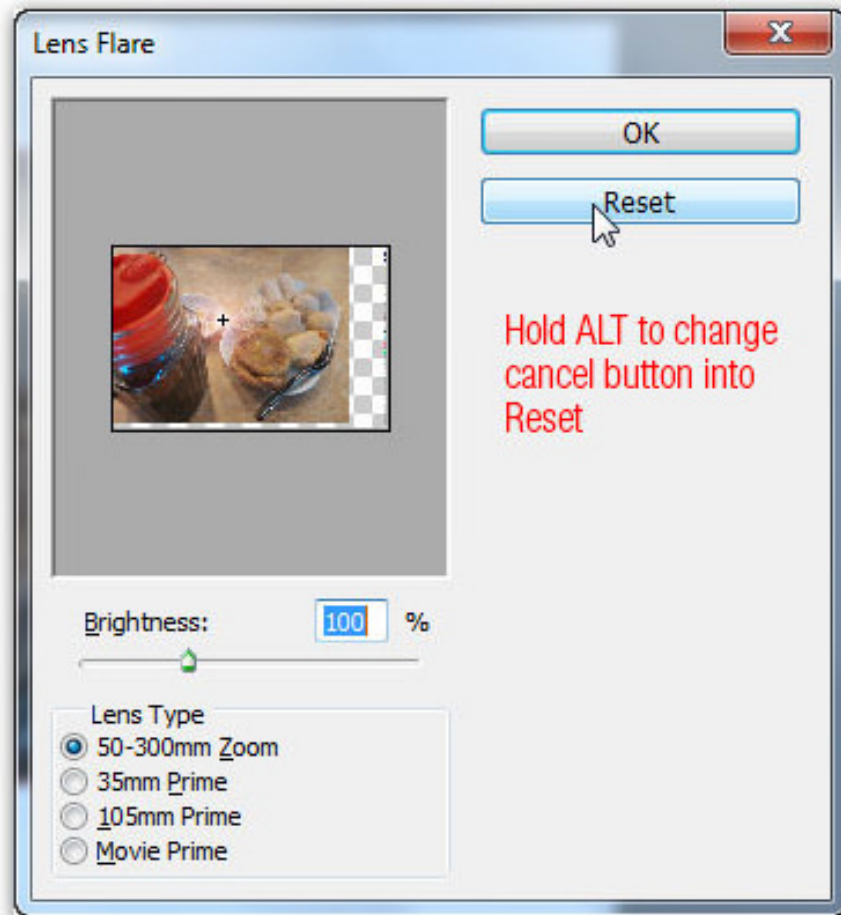 Lens Flare
OK
Reset
Hold ALT to change
cancel button into
Reset
Brightness: 100 %
Lens Type
50-300mm Zoom
35mm Prime
105mm Prime
Movie Prime